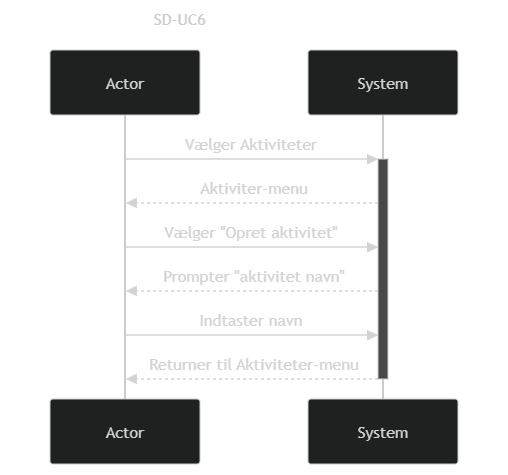 SD-UC6
Actor
System
Vælger Aktiviteter
Aktiviter-menu
Vælger "Opret aktivitet"
Prompter "aktivitet navn"
Indtaster navn
Returner til Aktiviteter-menu
Actor
System